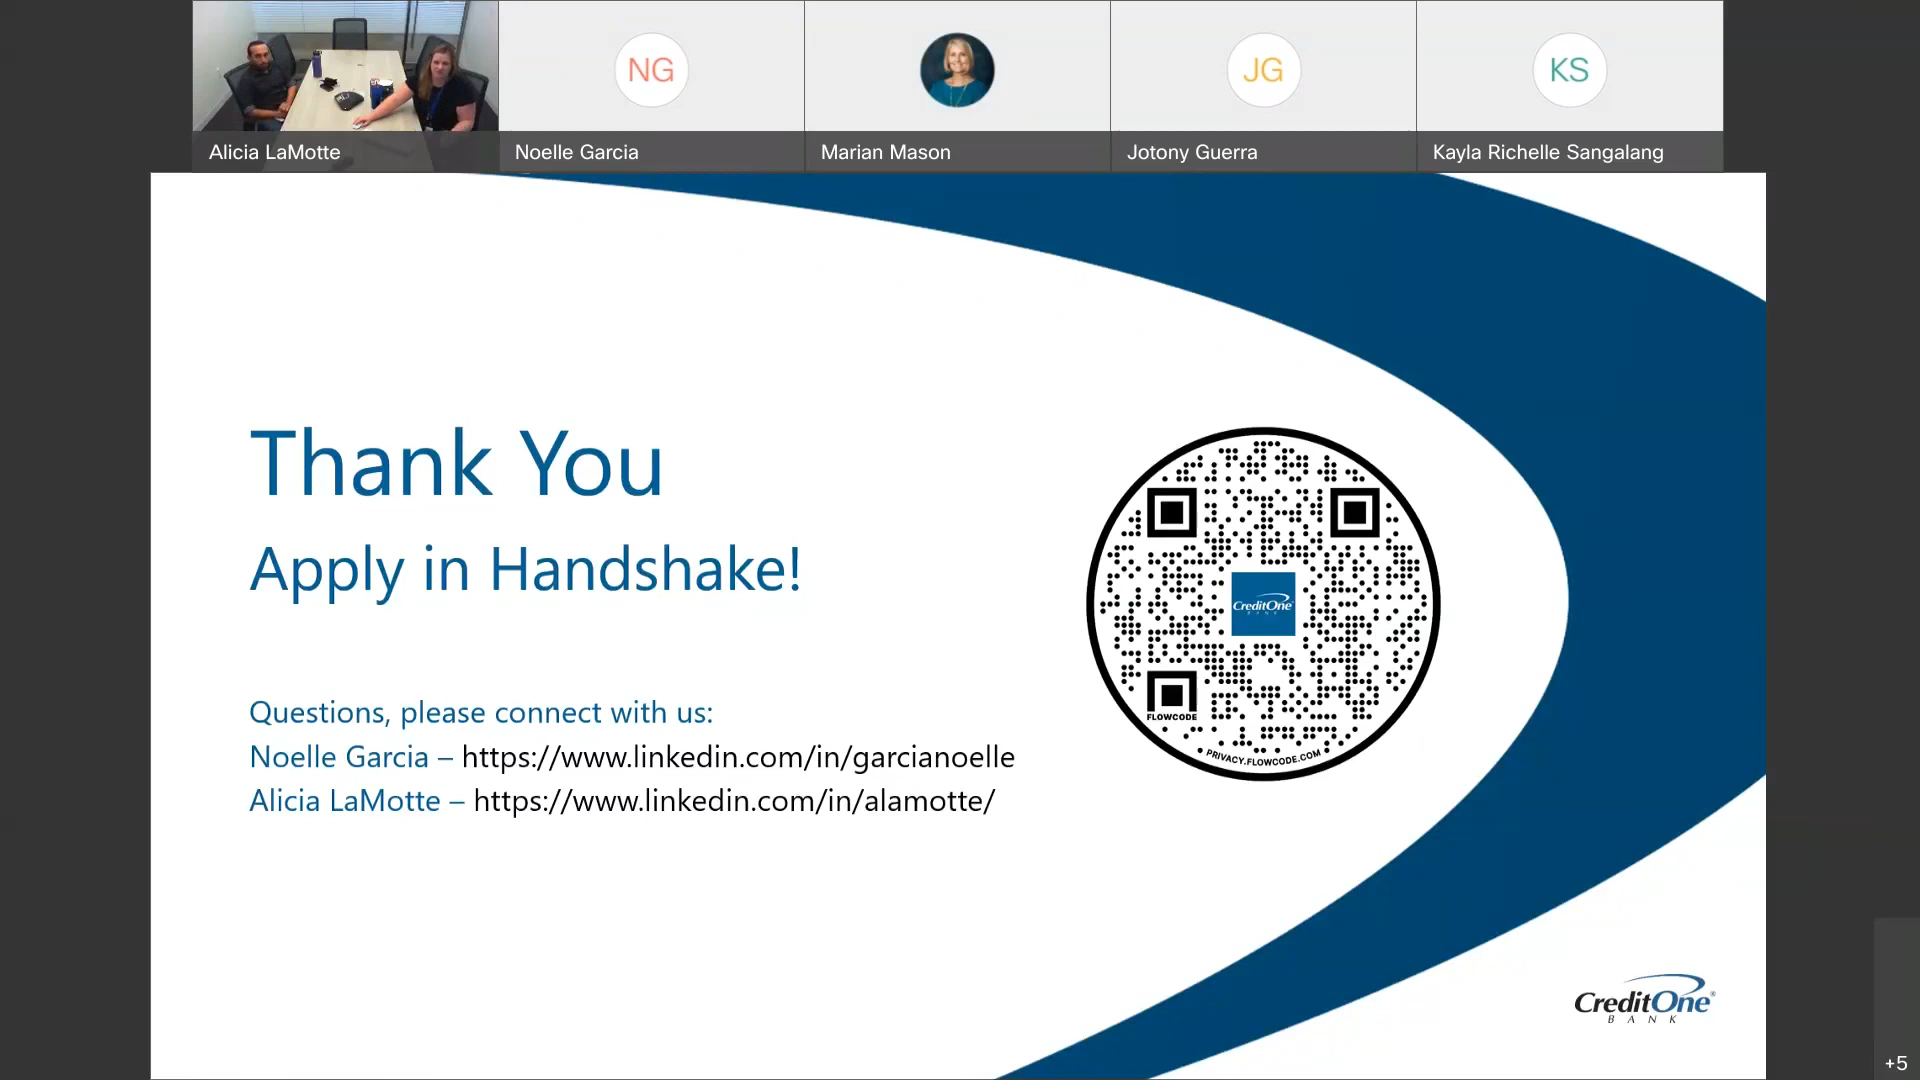 NG
JG
KS
Alicia LaMotte
Noelle Garcia
Marian Mason
Jotony Guerra
Kayla Richelle Sangalang
Thank You
Apply in Handshake!
Questions, please connect with us:
Noelle Garcia – https://www.linkedin.com/in/garcianoelle
Alicia LaMotte – https://www.linkedin.com/in/alamotte/
CreditOne
BANK
FLOWCODE
PRIVACY.FLOWCODE.COM
CreditOne®
BANK
+5